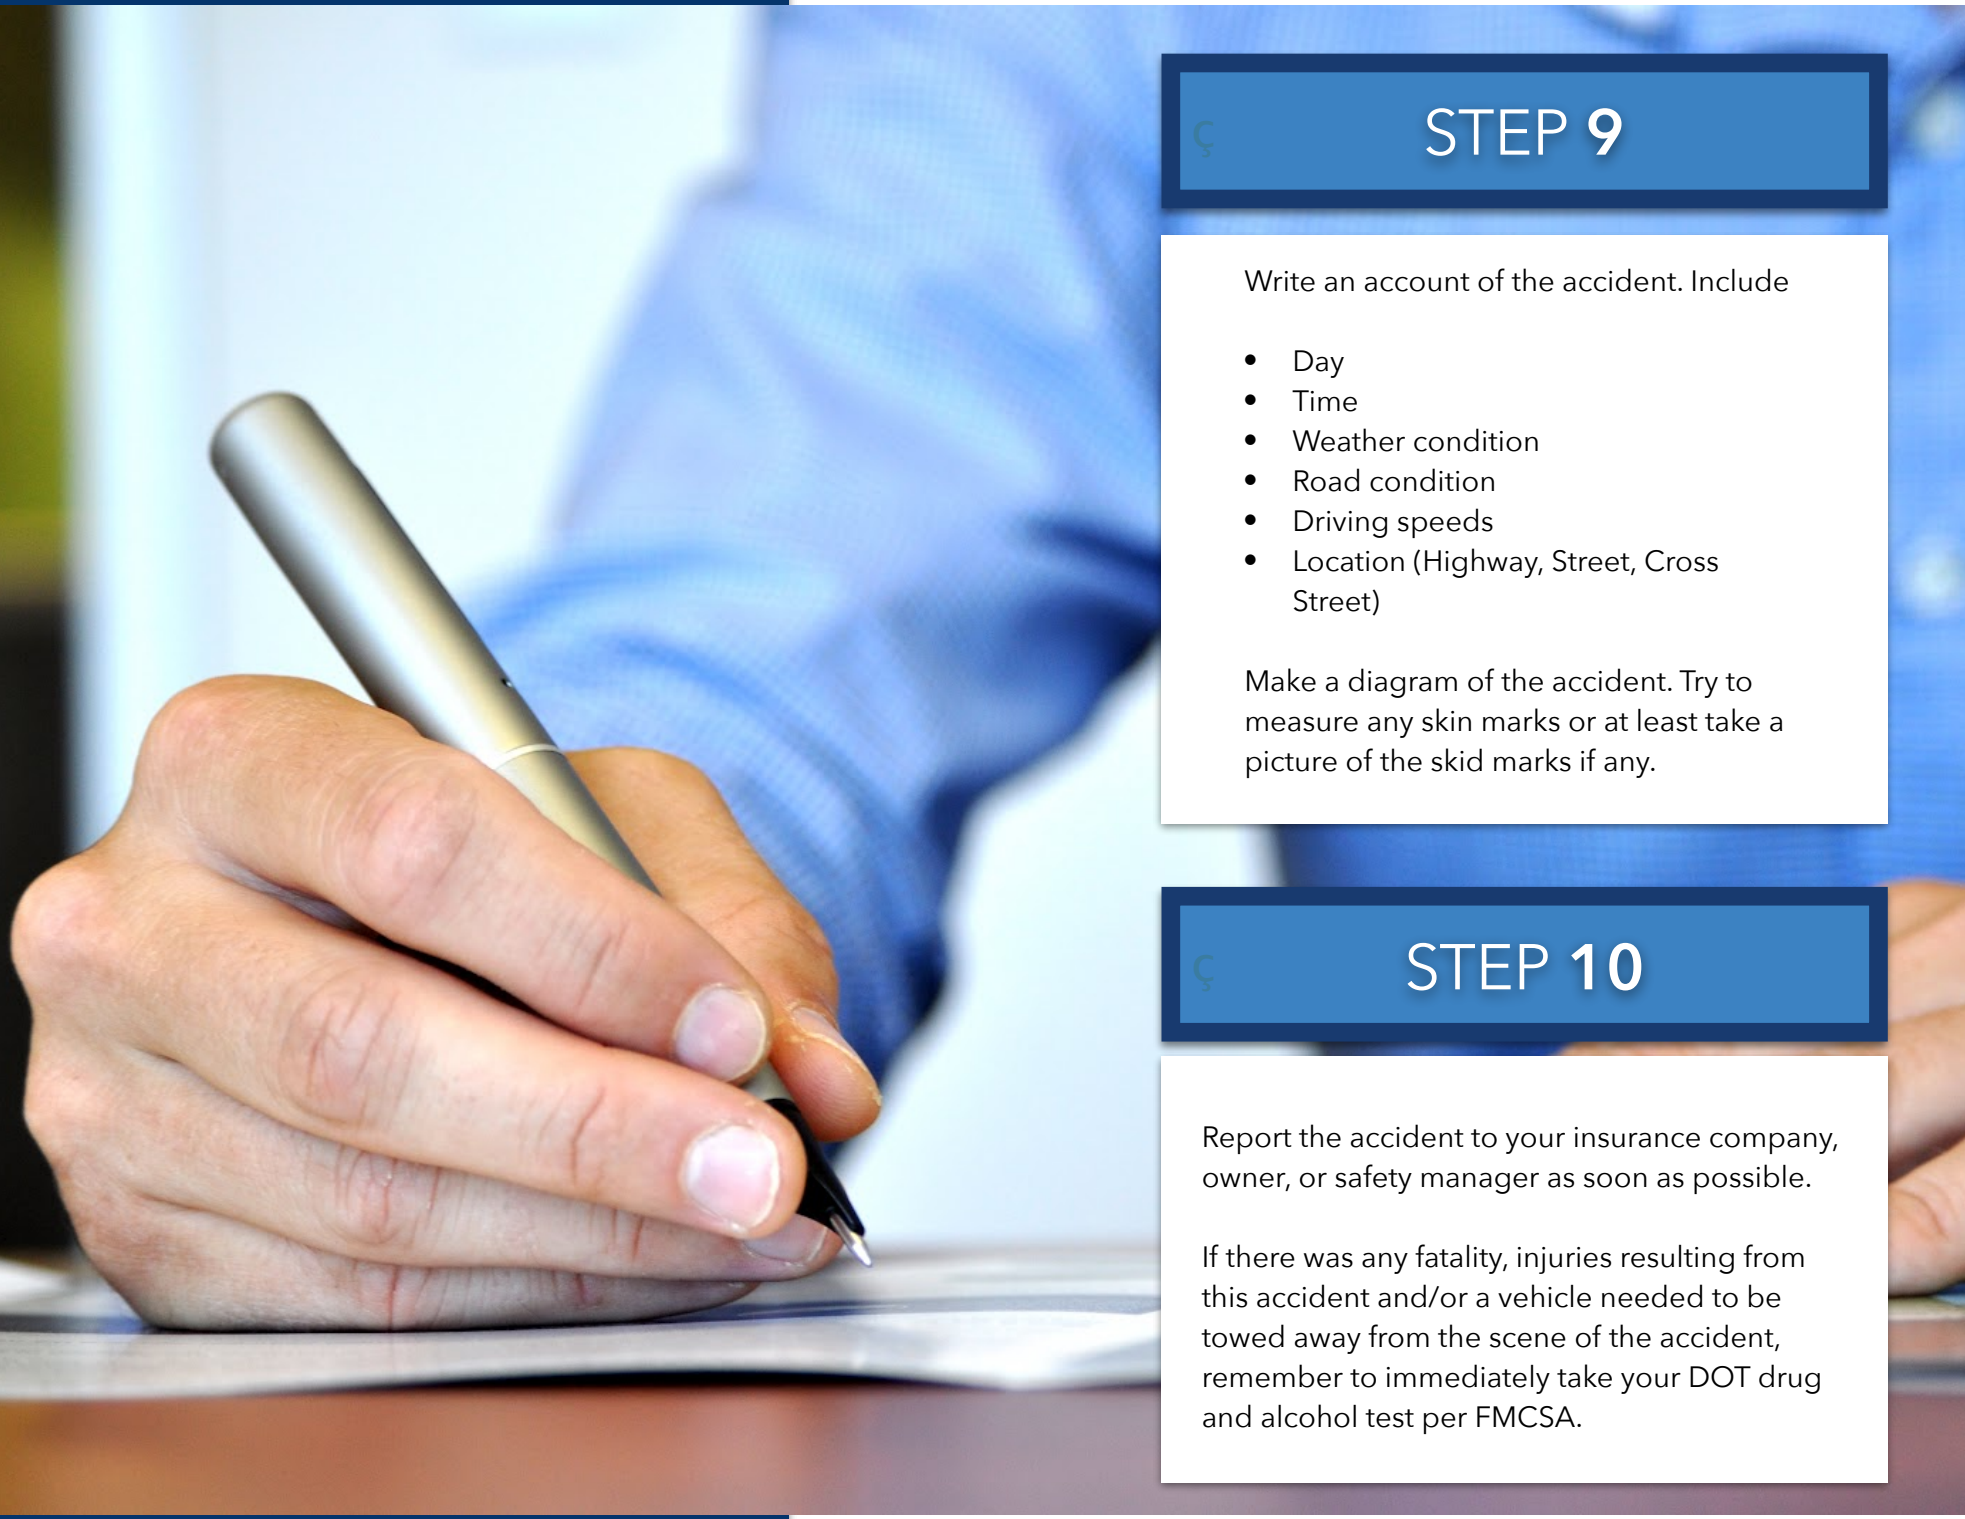 ç
STEP 9
Write an account of the accident. Include
• Day
• Time
• Weather condition
• Road condition
• Driving speeds
• Location (Highway, Street, Cross
Street)
Make a diagram of the accident. Try to
measure any skin marks or at least take a
picture of the skid marks if any.
ç
STEP 10
Report the accident to your insurance company,
owner, or safety manager as soon as possible.
If there was any fatality, injuries resulting from
this accident and/or a vehicle needed to be
towed away from the scene of the accident,
remember to immediately take your DOT drug
and alcohol test per FMCSA.